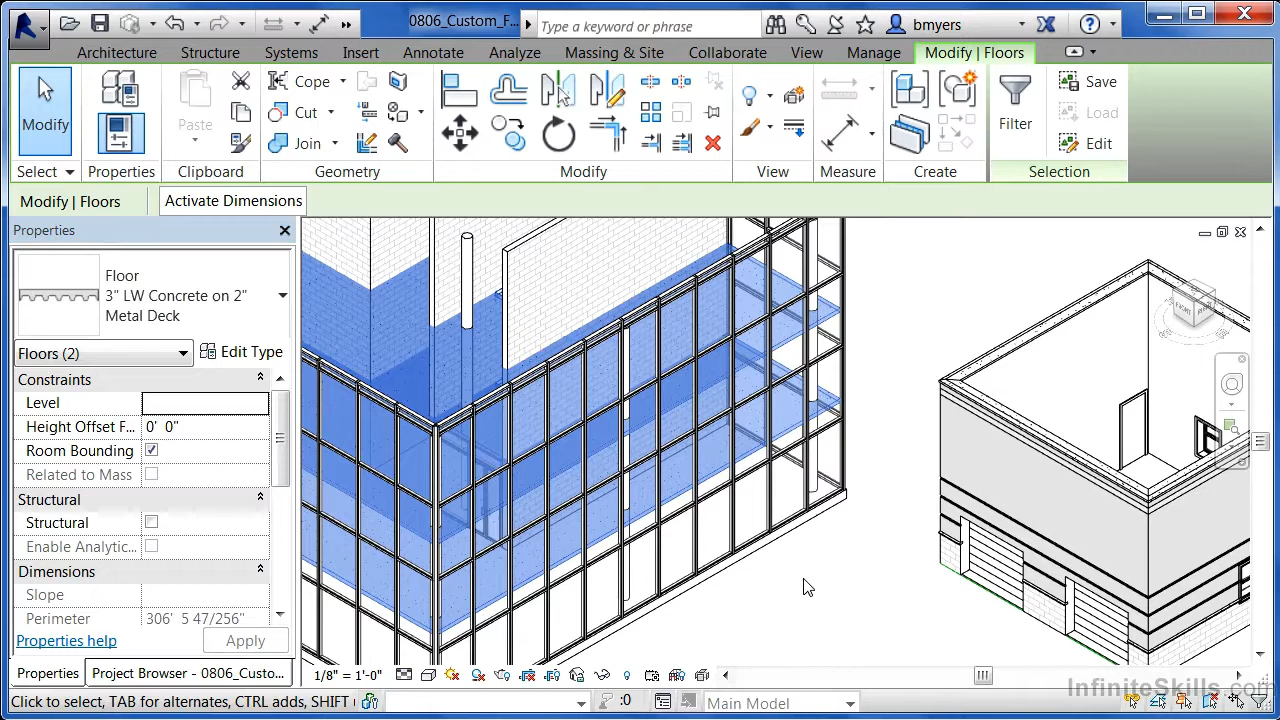 0806_Custom_F...
Type a keyword or phrase
bmyers
Architecture Structure Systems Insert Annotate Analyze Massing & Site Collaborate View Manage Modify | Floors
Modify
Paste
Cope
Cut
Join
Filter
Save
Load
Edit
Select Properties Clipboard Geometry Modify View Measure Create Selection
Modify | Floors
Activate Dimensions
Properties
Floor
3" LW Concrete on 2"
Metal Deck
Floors (2)
Edit Type
Constraints
Level
Height Offset F... 0' 0"
Room Bounding
Related to Mass
Structural
Structural
Enable Analytic...
Dimensions
Slope
Perimeter 306' 5 47/256"
Properties help
Apply
Properties
Project Browser - 0806_Custo...
1/8" = 1'-0"
FRONT
Click to select, TAB for alternates, CTRL adds, SHIFT
:0
Main Model
InfiniteSkills.com